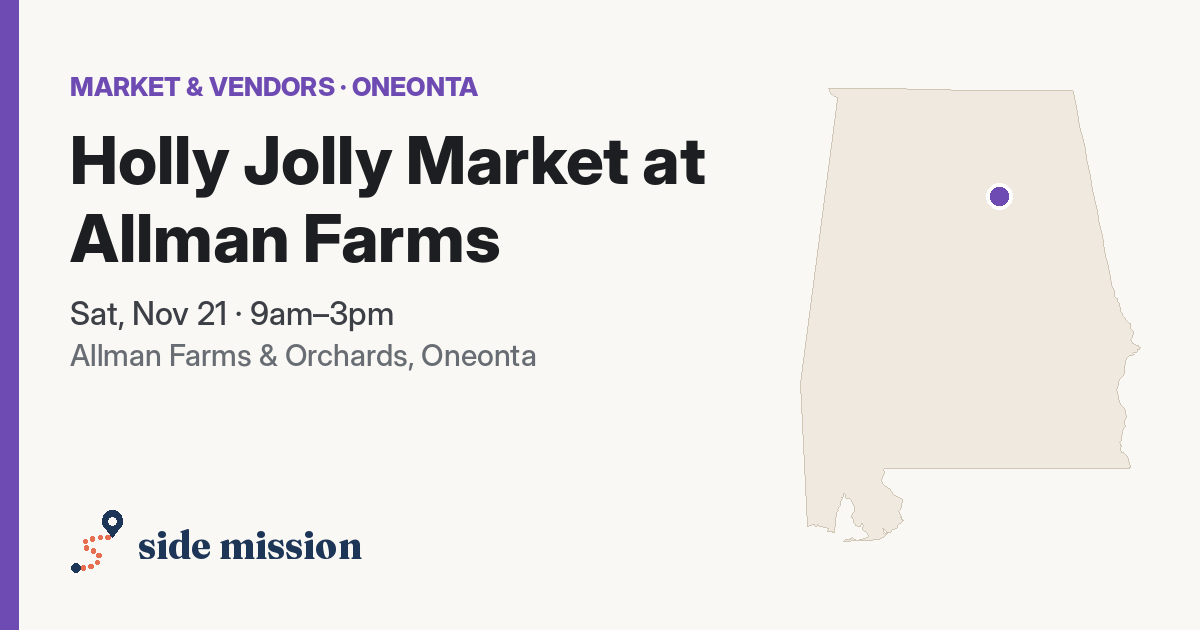 MARKET & VENDORS · ONEONTA
Holly Jolly Market at
Allman Farms
Sat, Nov 21 · 9am–3pm
Allman Farms & Orchards, Oneonta
side mission